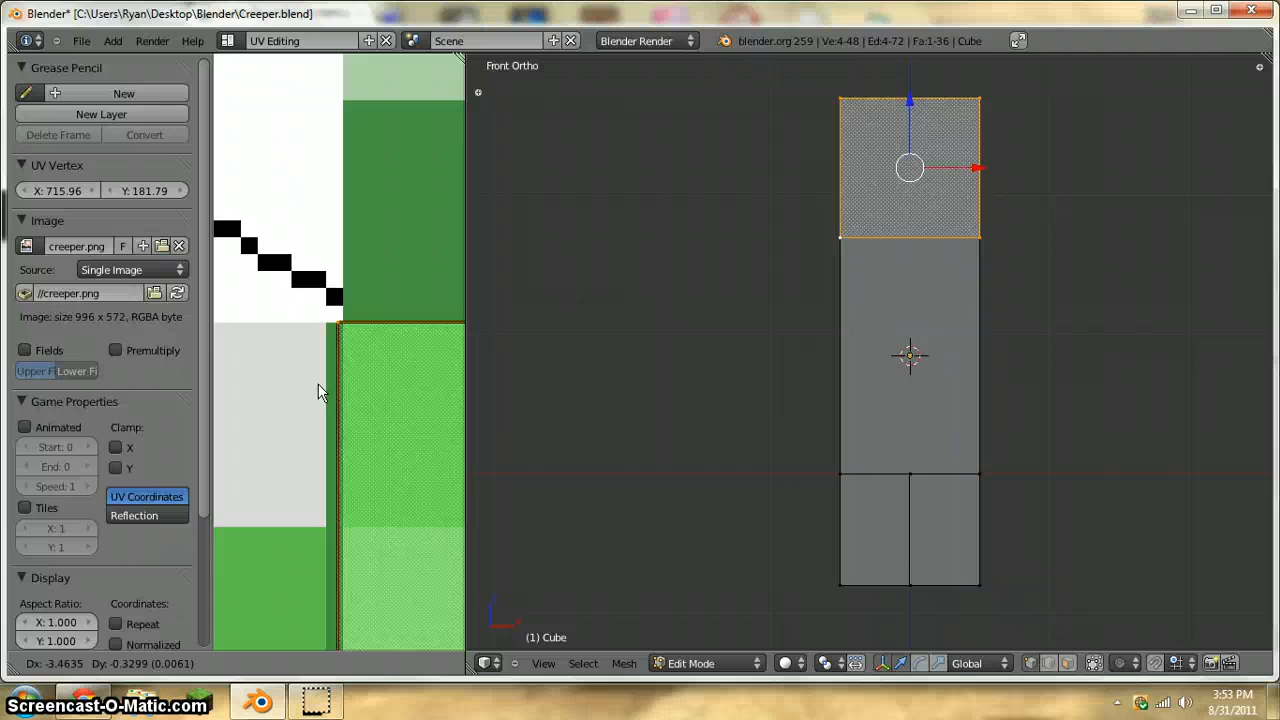 Blender* [C:\Users\Ryan\Desktop\Blender\Creeper.blend]
File Add Render Help UV Editing Scene Blender Render blender.org 259 | Ve:4-48 | Ed:4-72 | Fa:1-36 | Cube
Grease Pencil
New
New Layer
Delete Frame Convert
UV Vertex
X: 715.96 Y: 181.79
Image
creeper.png F
Source: Single Image
//creeper.png
Image: size 996 x 572, RGBA byte
Fields Premultiply
Upper Fi Lower Fi
Game Properties
Animated Clamp:
Start: 0 X
End: 0 Y
Speed: 1
UV Coordinates
Tiles Reflection
X: 1
Y: 1
Display
Aspect Ratio: Coordinates:
X: 1.000 Repeat
Y: 1.000 Normalized
Dx: -3.4635 Dy: -0.3299 (0.0061)
Front Ortho
(1) Cube
View Select Mesh Edit Mode Global
Screencast-O-Matic.com
3:53 PM
8/31/2011